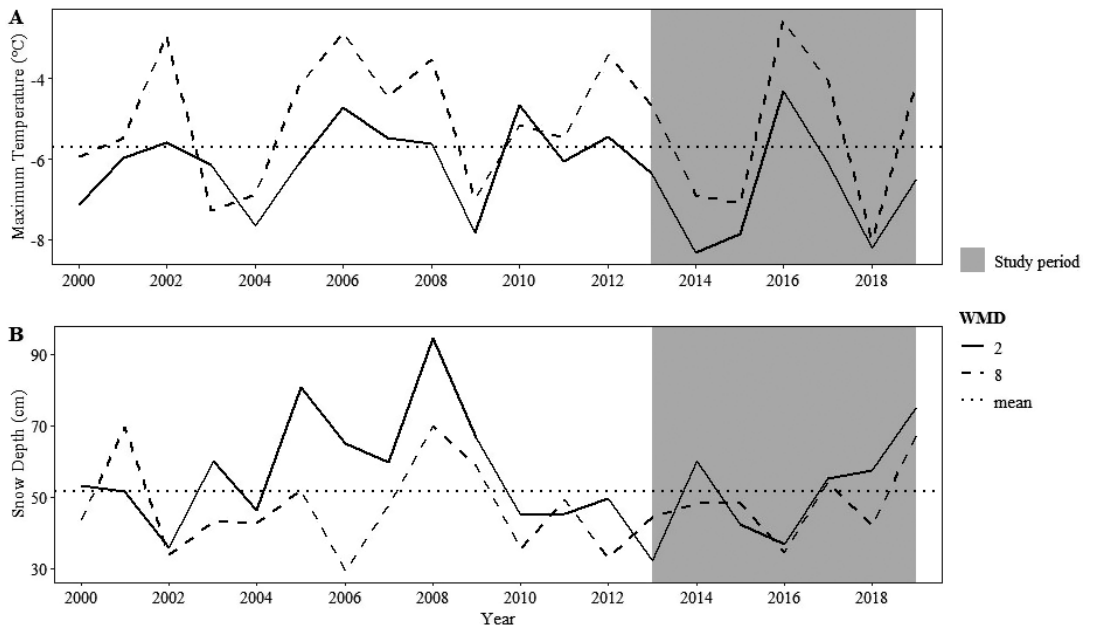 A
Maximum Temperature (°C)
-4
-6
-8
2000 2002 2004 2006 2008 2010 2012 2014 2016 2018
Study period
WMD
2
8
mean
B
Snow Depth (cm)
90
70
50
30
2000 2002 2004 2006 2008 2010 2012 2014 2016 2018
Year